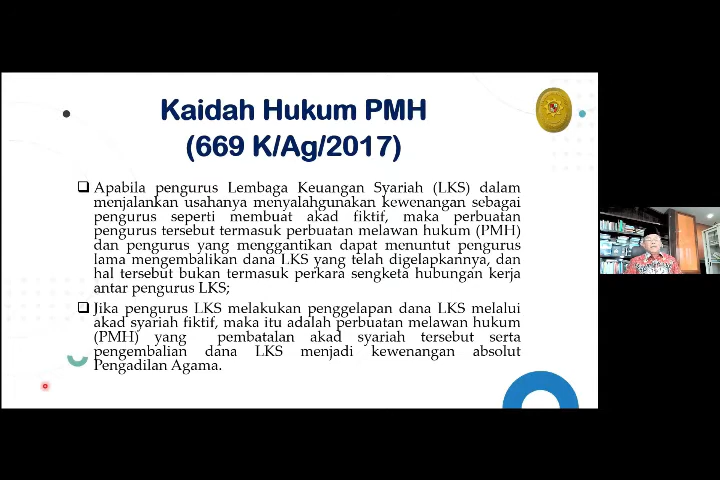 Kaidah Hukum PMH
(669 K/Ag/2017)
Apabila pengurus Lembaga Keuangan Syariah (LKS) dalam
menjalankan usahanya menyalahgunakan kewenangan sebagai
pengurus seperti membuat akad fiktif, maka perbuatan
pengurus tersebut termasuk perbuatan melawan hukum (PMH)
dan pengurus yang menggantikan dapat menuntut pengurus
lama mengembalikan dana LKS yang telah digelapkannya, dan
hal tersebut bukan termasuk perkara sengketa hubungan kerja
antar pengurus LKS;
Jika pengurus LKS melakukan penggelapan dana LKS melalui
akad syariah fiktif, maka itu adalah perbuatan melawan hukum
(PMH) yang pembatalan akad syariah tersebut serta
pengembalian dana LKS menjadi kewenangan absolut
Pengadilan Agama.